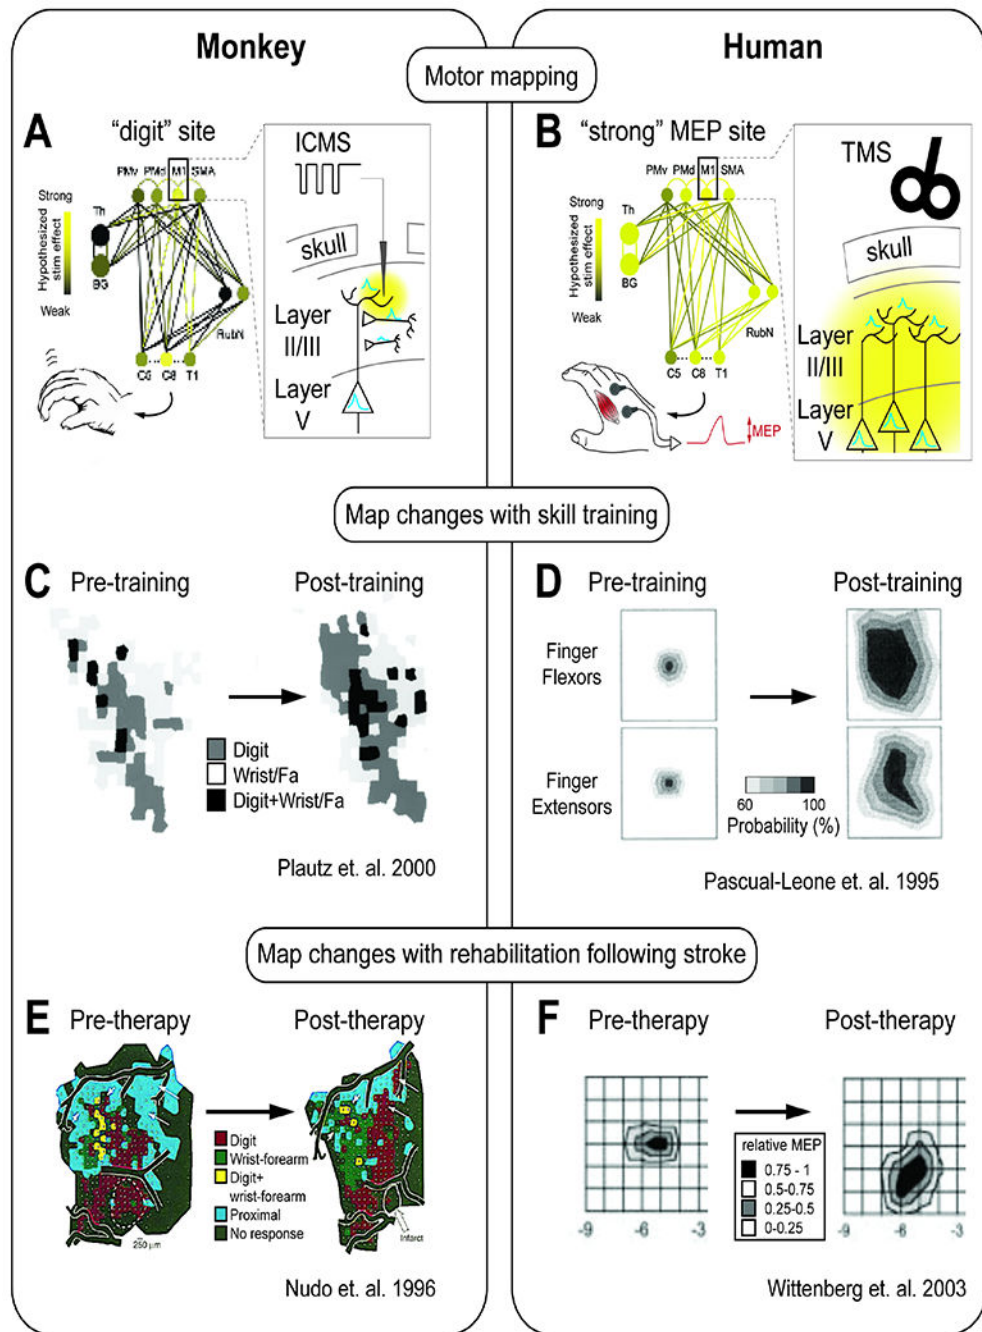 Monkey
Human
Motor mapping
A
"digit" site
ICMS
PMv PMd M1 SMA
Strong
Hypothesized
stim effect
Weak
Th
BG
RubN
C6 C8 T1
skull
Layer
II/III
Layer
V
B
"strong" MEP site
TMS
PMv PMd M1 SMA
Strong
Hypothesized
stim effect
Weak
Th
BG
RubN
C5 C8 T1
MEP
skull
Layer
II/III
Layer
V
Map changes with skill training
C
Pre-training
Post-training
Digit
Wrist/Fa
Digit+Wrist/Fa
Plautz et. al. 2000
D
Pre-training
Post-training
Finger
Flexors
Finger
Extensors
60 100
Probability (%)
Pascual-Leone et. al. 1995
Map changes with rehabilitation following stroke
E
Pre-therapy
Post-therapy
Digit
Wrist-forearm
Digit+
wrist-forearm
Proximal
No response
250 µm
Infarct
Nudo et. al. 1996
F
Pre-therapy
Post-therapy
relative MEP
0.75 - 1
0.5-0.75
0.25-0.5
0-0.25
-9 -6 -3
-9 -6 -3
Wittenberg et. al. 2003